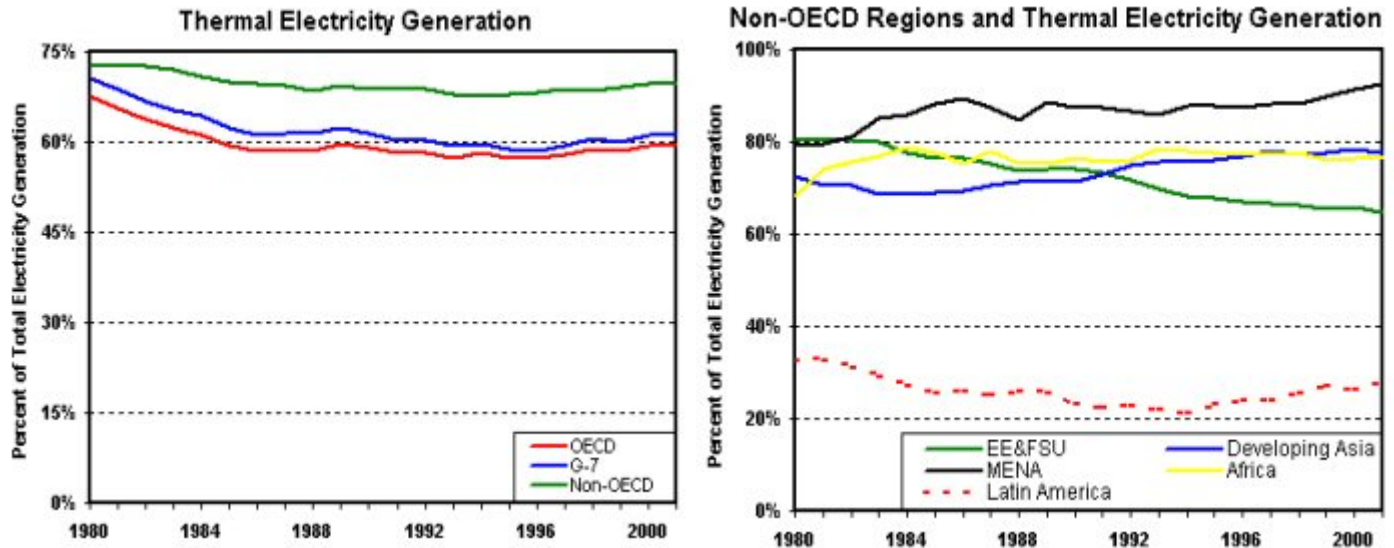 Thermal Electricity Generation
Percent of Total Electricity Generation
75%
60%
45%
30%
15%
0%
OECD
G-7
Non-OECD
1980
1984
1988
1992
1996
2000
Non-OECD Regions and Thermal Electricity Generation
Percent of Total Electricity Generation
100%
80%
60%
40%
20%
0%
EE&FSU
Developing Asia
MENA
Africa
Latin America
1980
1984
1988
1992
1996
2000